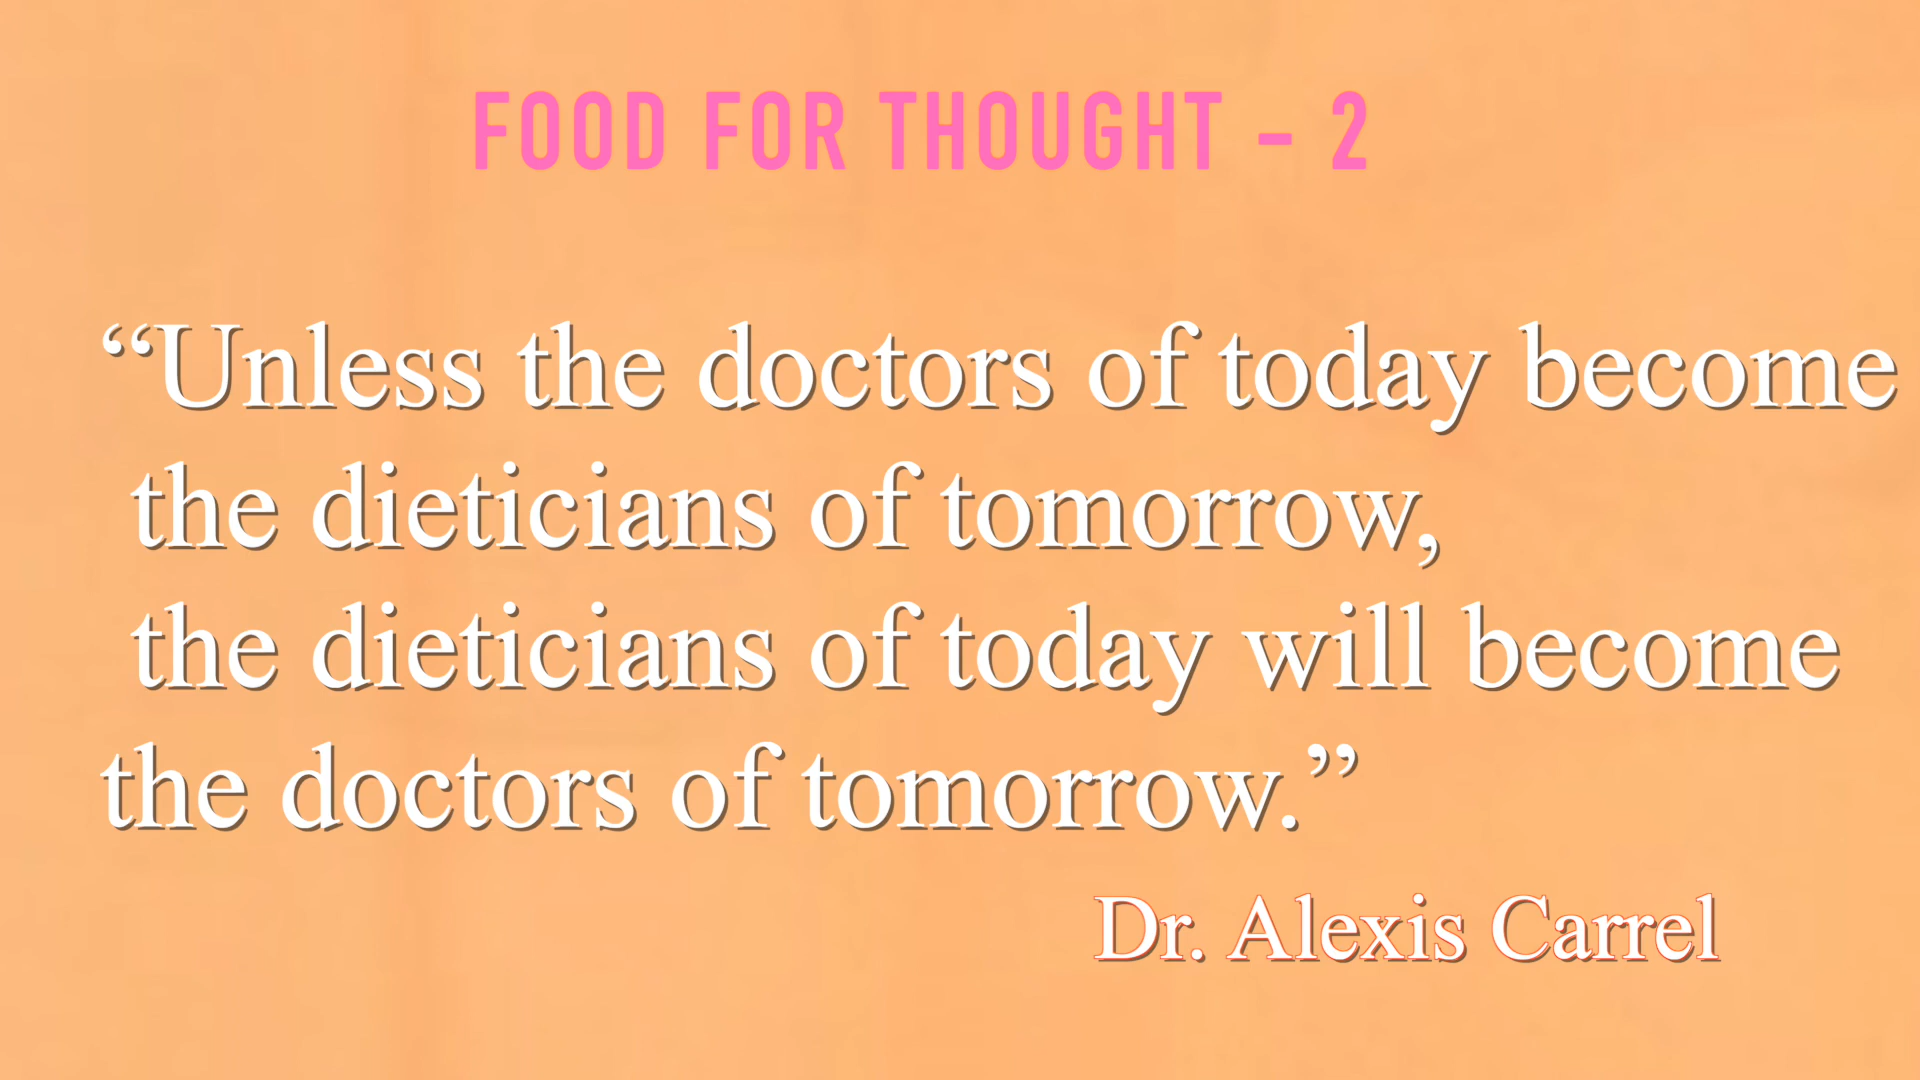 FOOD FOR THOUGHT – 2
“Unless the doctors of today become
the dieticians of tomorrow,
the dieticians of today will become
the doctors of tomorrow.”
Dr. Alexis Carrel